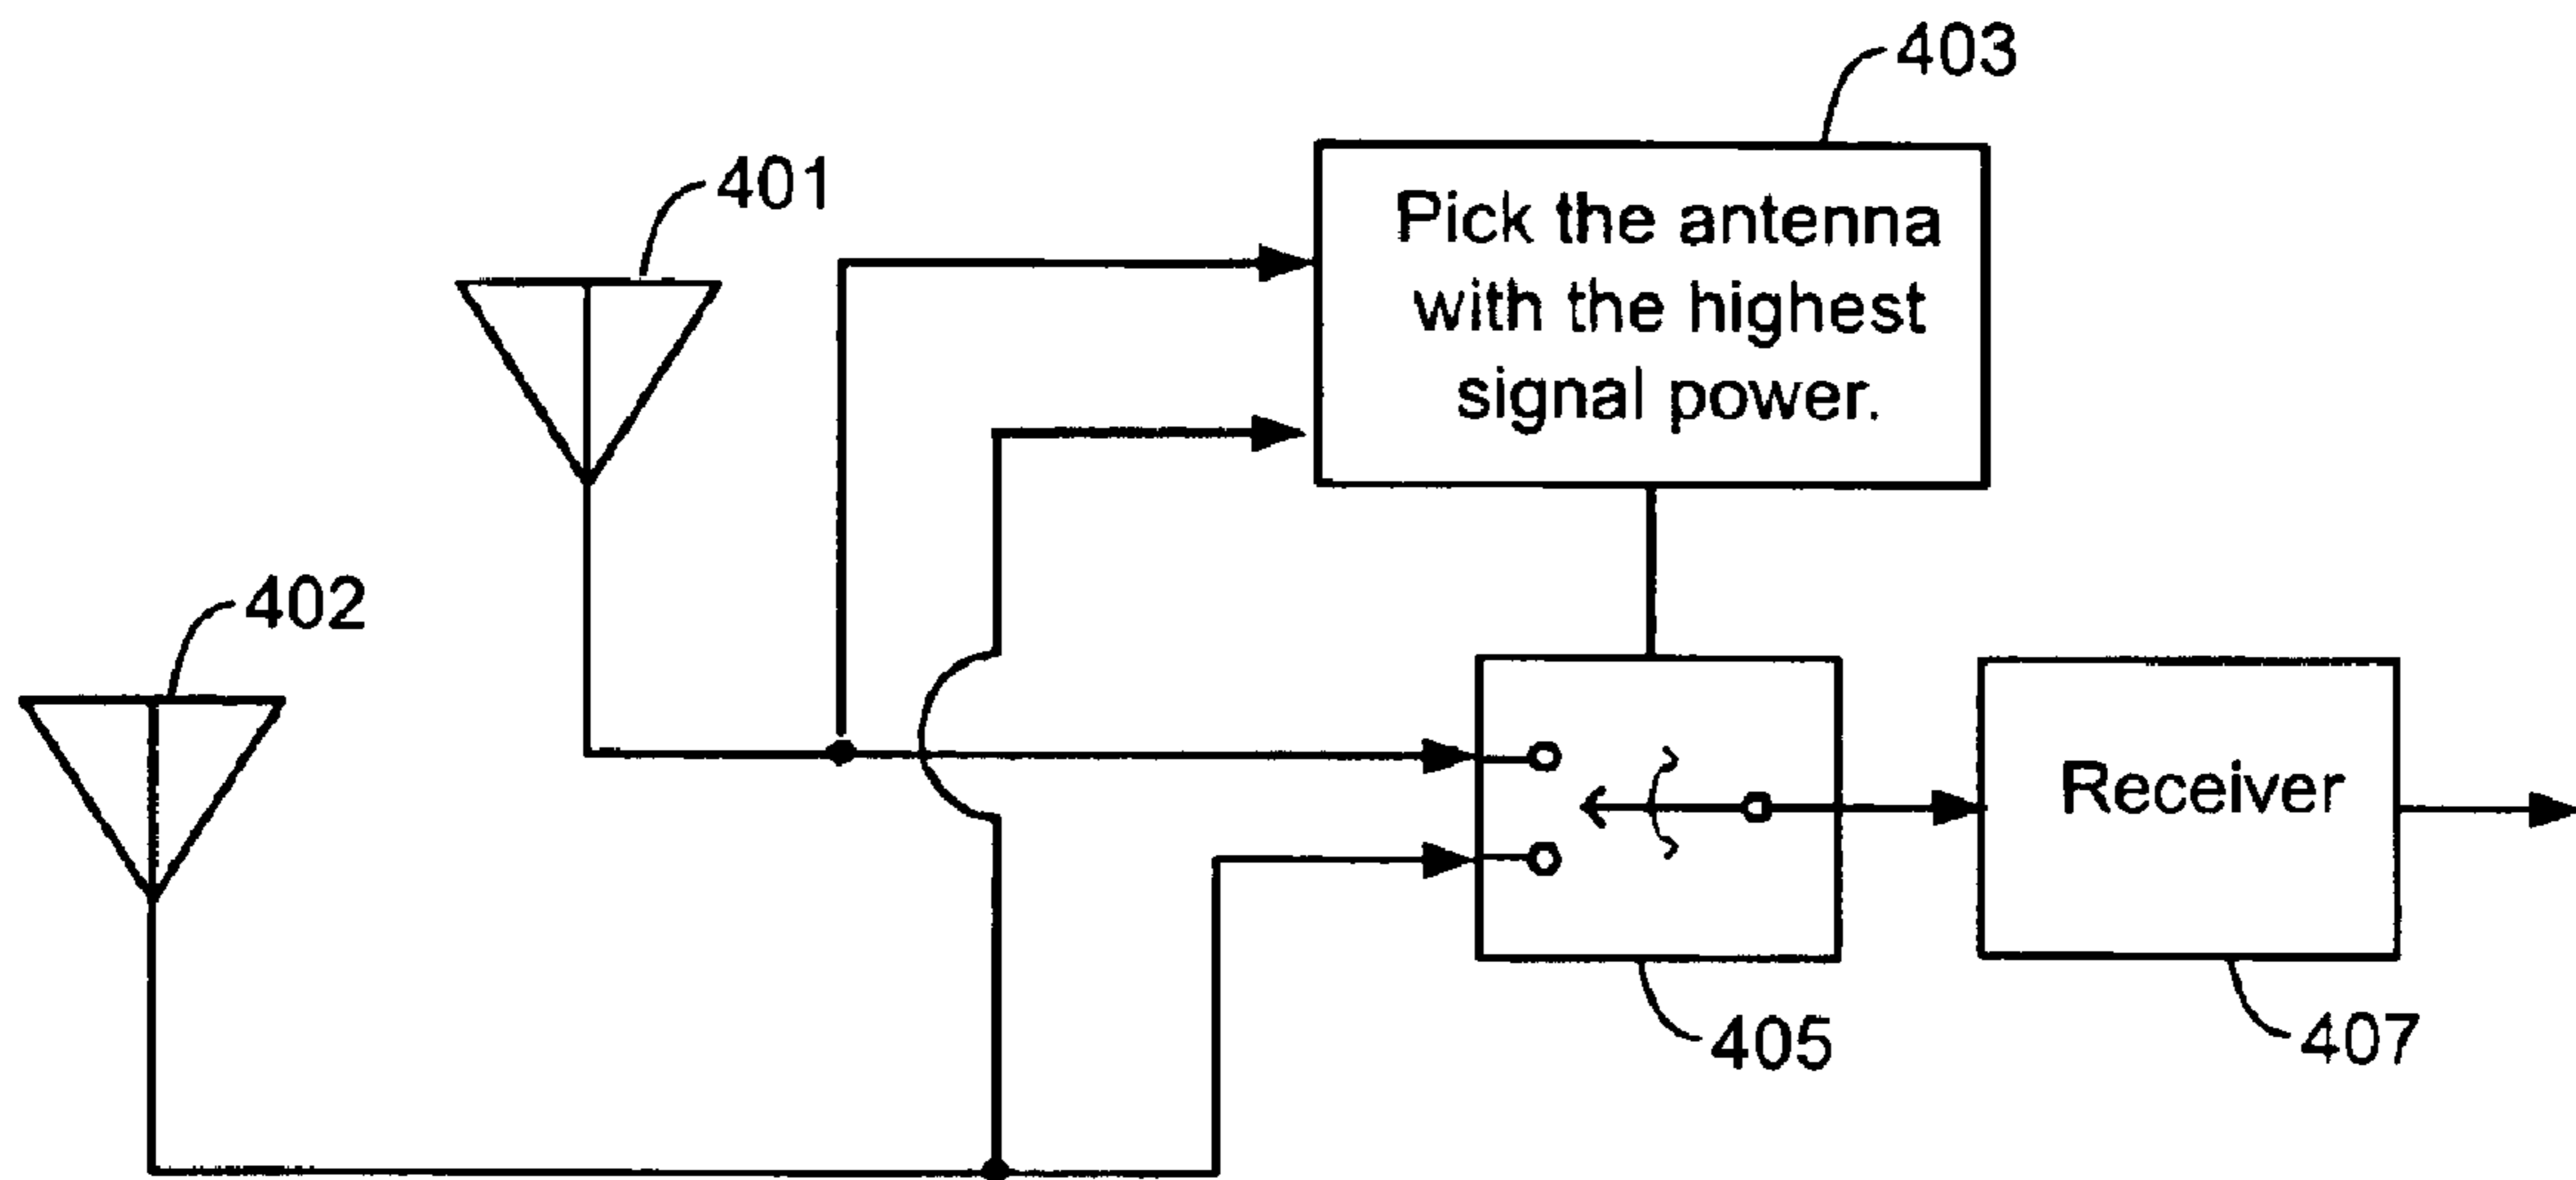 403
401
Pick the antenna
with the highest
signal power.
402
Receiver
405
407